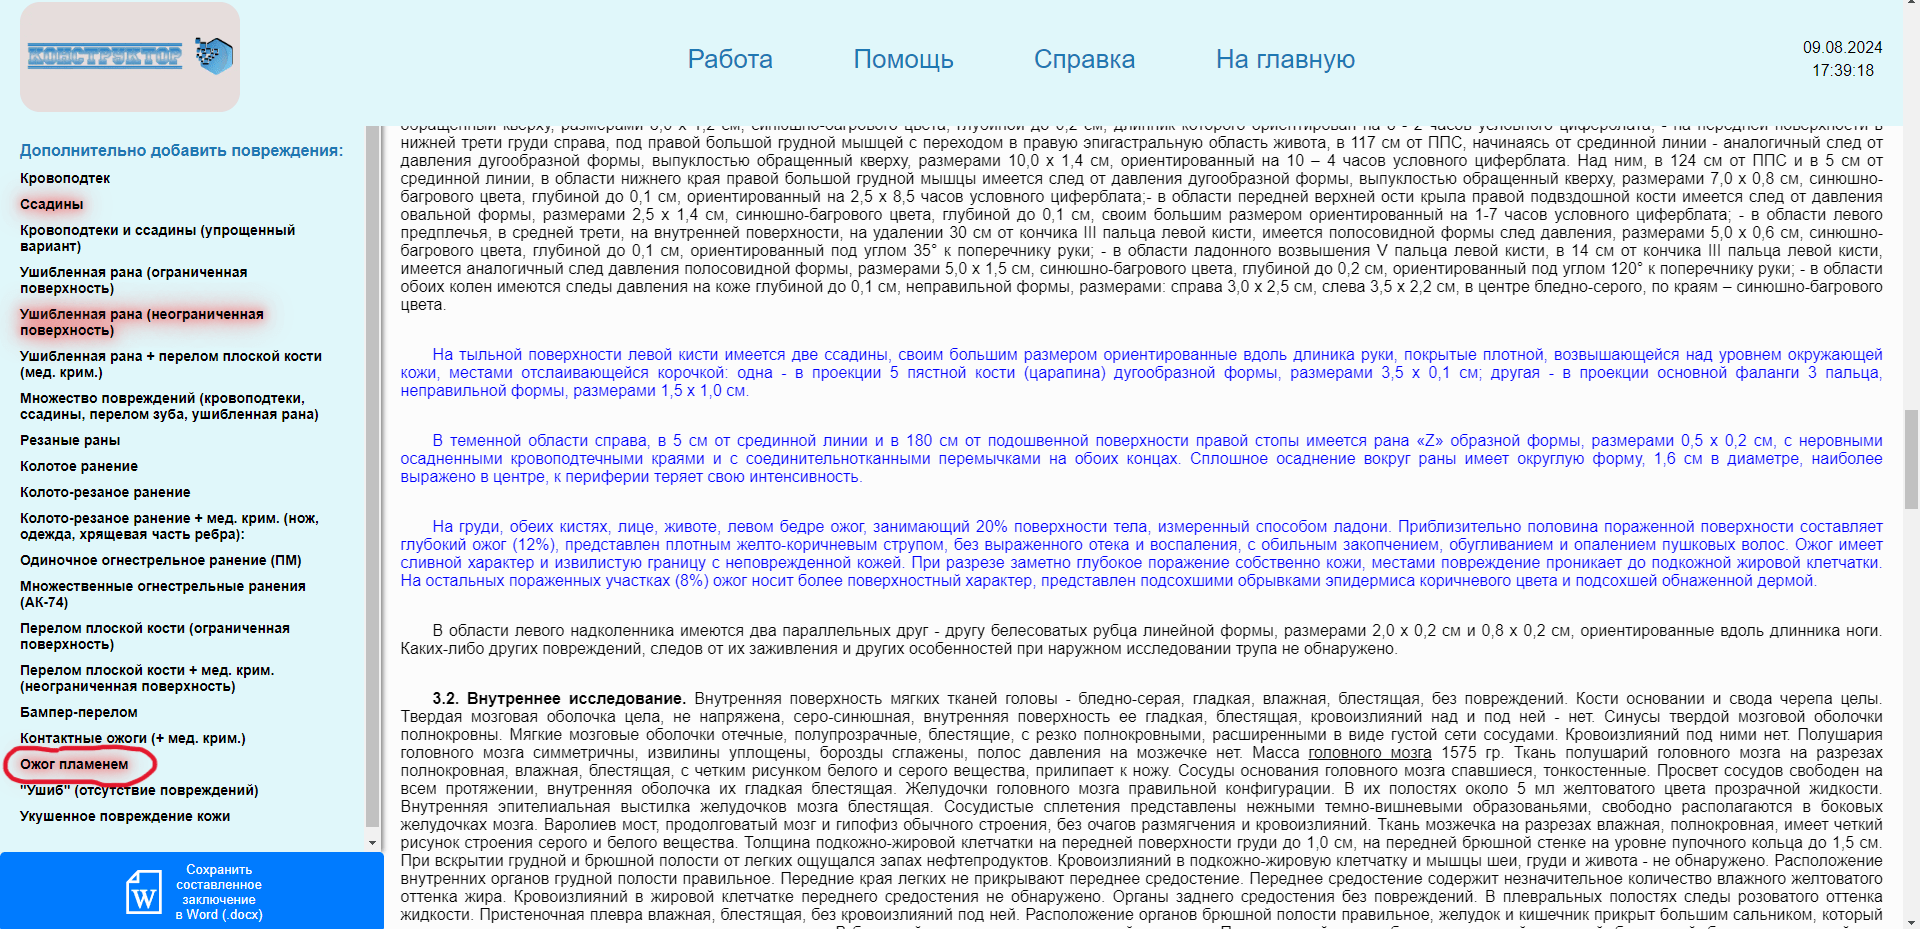 КОНСТРУКТОР
Работа
Помощь
Справка
На главную
09.08.2024
17:39:18
Дополнительно добавить повреждения:
Кровоподтек
Ссадины
Кровоподтеки и ссадины (упрощенный
вариант)
Ушибленная рана (ограниченная
поверхность)
Ушибленная рана (неограниченная
поверхность)
Ушибленная рана + перелом плоской кости
(мед. крим.)
Множество повреждений (кровоподтеки,
ссадины, перелом зуба, ушибленная рана)
Резаные раны
Колотое ранение
Колото-резаное ранение
Колото-резаное ранение + мед. крим. (нож,
одежда, хрящевая часть ребра):
Одиночное огнестрельное ранение (ПМ)
Множественные огнестрельные ранения
(АК-74)
Перелом плоской кости (ограниченная
поверхность)
Перелом плоской кости + мед. крим.
(неограниченная поверхность)
Бампер-перелом
Контактные ожоги (+ мед. крим.)
Ожог пламенем
"Ушиб" (отсутствие повреждений)
Укушенное повреждение кожи
Сохранить
составленное
заключение
в Word (.docx)
обращенный кверху, размерами 6,0 х 1,2 см, синюшно-багрового цвета, глубиной до 0,2 см, длинник которого ориентирован на 8 - 2 часов условного циферблата; - на передней поверхности в
нижней трети груди справа, под правой большой грудной мышцей с переходом в правую эпигастральную область живота, в 117 см от ППС, начинаясь от срединной линии - аналогичный след от
давления дугообразной формы, выпуклостью обращенный кверху, размерами 10,0 х 1,4 см, ориентированный на 10 – 4 часов условного циферблата. Над ним, в 124 см от ППС и в 5 см от
срединной линии, в области нижнего края правой большой грудной мышцы имеется след от давления дугообразной формы, выпуклостью обращенный кверху, размерами 7,0 х 0,8 см, синюшно-
багрового цвета, глубиной до 0,1 см, ориентированный на 2,5 х 8,5 часов условного циферблата;- в области передней верхней ости крыла правой подвздошной кости имеется след от давления
овальной формы, размерами 2,5 х 1,4 см, синюшно-багрового цвета, глубиной до 0,1 см, своим большим размером ориентированный на 1-7 часов условного циферблата; - в области левого
предплечья, в средней трети, на внутренней поверхности, на удалении 30 см от кончика III пальца левой кисти, имеется полосовидной формы след давления, размерами 5,0 х 0,6 см, синюшно-
багрового цвета, глубиной до 0,1 см, ориентированный под углом 35° к поперечнику руки; - в области ладонного возвышения V пальца левой кисти, в 14 см от кончика III пальца левой кисти,
имеется аналогичный след давления полосовидной формы, размерами 5,0 х 1,5 см, синюшно-багрового цвета, глубиной до 0,2 см, ориентированный под углом 120° к поперечнику руки; - в области
обоих колен имеются следы давления на коже глубиной до 0,1 см, неправильной формы, размерами: справа 3,0 х 2,5 см, слева 3,5 х 2,2 см, в центре бледно-серого, по краям – синюшно-багрового
цвета.
На тыльной поверхности левой кисти имеется две ссадины, своим большим размером ориентированные вдоль длиника руки, покрытые плотной, возвышающейся над уровнем окружающей
кожи, местами отслаивающейся корочкой: одна - в проекции 5 пястной кости (царапина) дугообразной формы, размерами 3,5 х 0,1 см; другая - в проекции основной фаланги 3 пальца,
неправильной формы, размерами 1,5 х 1,0 см.
В теменной области справа, в 5 см от срединной линии и в 180 см от подошвенной поверхности правой стопы имеется рана «Z» образной формы, размерами 0,5 х 0,2 см, с неровными
осадненными кровоподтечными краями и с соединительнотканными перемычками на обоих концах. Сплошное осаднение вокруг раны имеет округлую форму, 1,6 см в диаметре, наиболее
выражено в центре, к периферии теряет свою интенсивность.
На груди, обеих кистях, лице, животе, левом бедре ожог, занимающий 20% поверхности тела, измеренный способом ладони. Приблизительно половина пораженной поверхности составляет
глубокий ожог (12%), представлен плотным желто-коричневым струпом, без выраженного отека и воспаления, с обильным закопчением, обугливанием и опалением пушковых волос. Ожог имеет
сливной характер и извилистую границу с неповрежденной кожей. При разрезе заметно глубокое поражение собственно кожи, местами повреждение проникает до подкожной жировой клетчатки.
На остальных пораженных участках (8%) ожог носит более поверхностный характер, представлен подсохшими обрывками эпидермиса коричневого цвета и подсохшей обнаженной дермой.
В области левого надколенника имеются два параллельных друг - другу белесоватых рубца линейной формы, размерами 2,0 х 0,2 см и 0,8 х 0,2 см, ориентированные вдоль длинника ноги.
Каких-либо других повреждений, следов от их заживления и других особенностей при наружном исследовании трупа не обнаружено.
3.2. Внутреннее исследование. Внутренняя поверхность мягких тканей головы - бледно-серая, гладкая, влажная, блестящая, без повреждений. Кости основании и свода черепа целы.
Твердая мозговая оболочка цела, не напряжена, серо-синюшная, внутренняя поверхность ее гладкая, блестящая, кровоизлияний над и под ней - нет. Синусы твердой мозговой оболочки
полнокровны. Мягкие мозговые оболочки отечные, полупрозрачные, блестящие, с резко полнокровными, расширенными в виде густой сети сосудами. Кровоизлияний под ними нет. Полушария
головного мозга симметричны, извилины уплощены, борозды сглажены, полос давления на мозжечке нет. Масса головного мозга 1575 гр. Ткань полушарий головного мозга на разрезах
полнокровная, влажная, блестящая, с четким рисунком белого и серого вещества, прилипает к ножу. Сосуды основания головного мозга спавшиеся, тонкостенные. Просвет сосудов свободен на
всем протяжении, внутренняя оболочка их гладкая блестящая. Желудочки головного мозга правильной конфигурации. В их полостях около 5 мл желтоватого цвета прозрачной жидкости.
Внутренняя эпителиальная выстилка желудочков мозга блестящая. Сосудистые сплетения представлены нежными темно-вишневыми образованьями, свободно располагаются в боковых
желудочках мозга. Варолиев мост, продолговатый мозг и гипофиз обычного строения, без очагов размягчения и кровоизлияний. Ткань мозжечка на разрезах влажная, полнокровная, имеет четкий
рисунок строения серого и белого вещества. Толщина подкожно-жировой клетчатки на передней поверхности груди до 1,0 см, на передней брюшной стенке на уровне пупочного кольца до 1,5 см.
При вскрытии грудной и брюшной полости от легких ощущался запах нефтепродуктов. Кровоизлияний в подкожно-жировую клетчатку и мышцы шеи, груди и живота - не обнаружено. Расположение
внутренних органов грудной полости правильное. Передние края легких не прикрывают переднее средостение. Переднее средостение содержит незначительное количество влажного желтоватого
оттенка жира. Кровоизлияний в жировой клетчатке переднего средостения не обнаружено. Органы заднего средостения без повреждений. В плевральных полостях следы розоватого оттенка
жидкости. Пристеночная плевра влажная, блестящая, без кровоизлияний под ней. Расположение органов брюшной полости правильное, желудок и кишечник прикрыт большим сальником, который